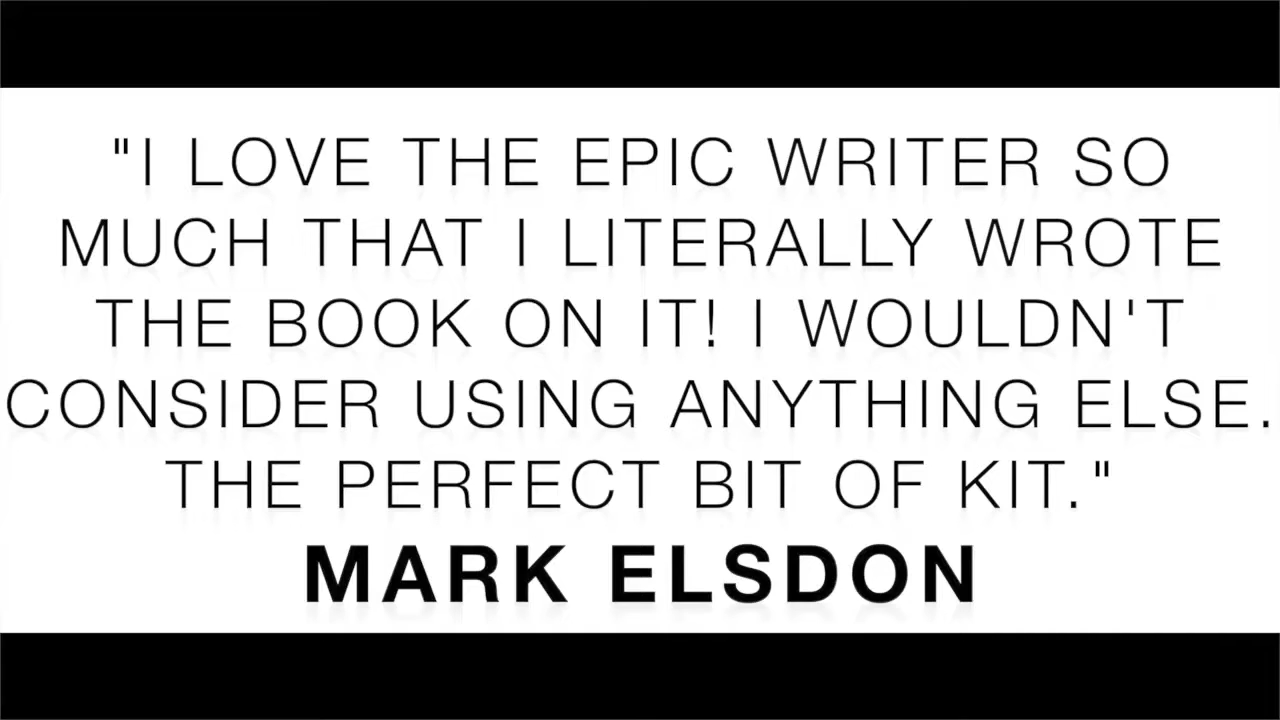 "I LOVE THE EPIC WRITER SO
MUCH THAT I LITERALLY WROTE
THE BOOK ON IT! I WOULDN'T
CONSIDER USING ANYTHING ELSE.
THE PERFECT BIT OF KIT."
MARK ELSDON